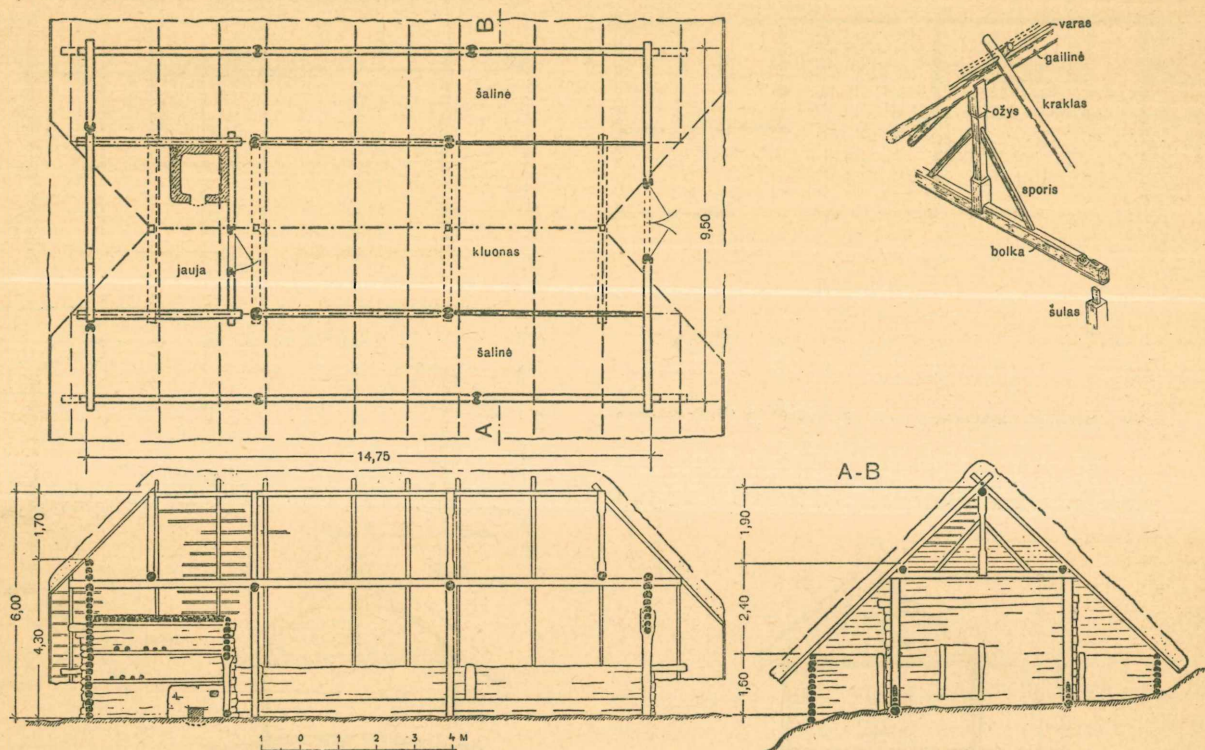 B
šalinė
jauja
kluonas
šalinė
A
9,50
14,75
varas
gailinė
kraklas
ožys
sporis
bolka
šulas
6,00
1,70
4,30
1 0 1 2 3 4 M
A-B
1,90
2,40
1,50